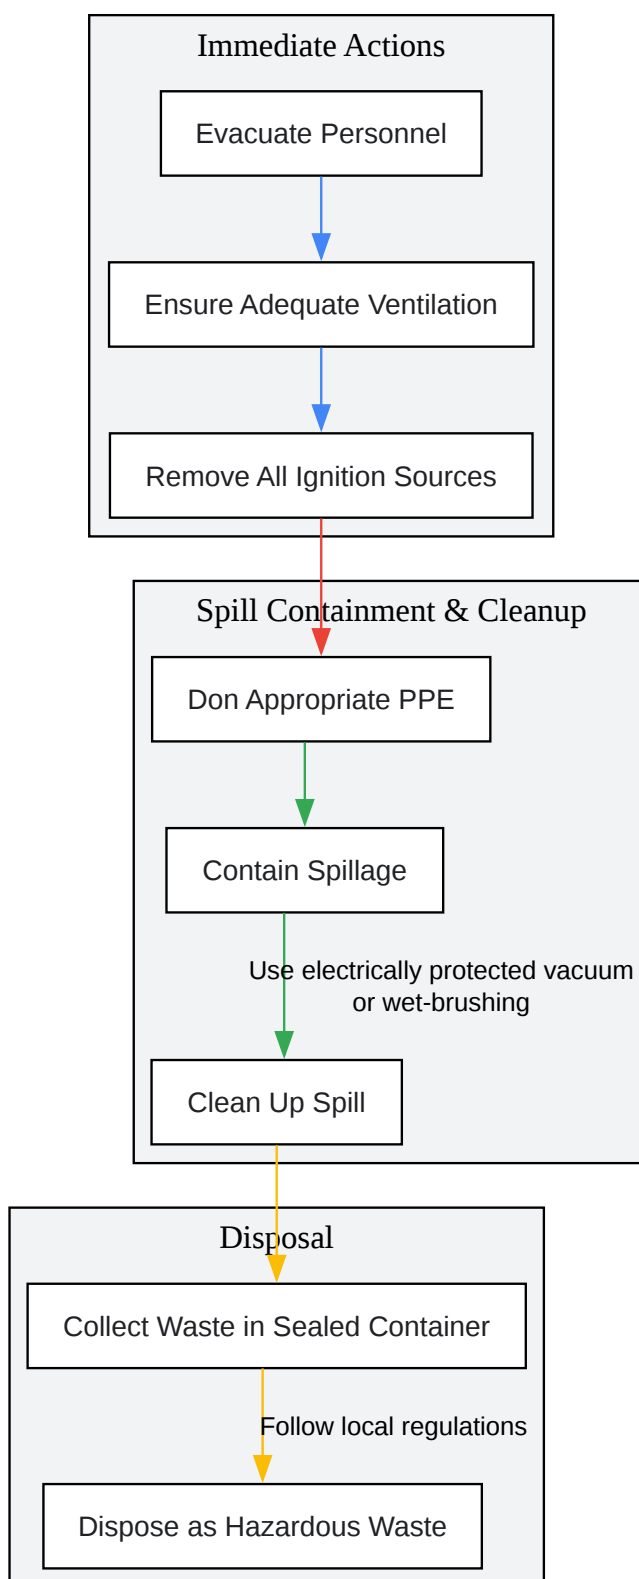 Immediate Actions
Evacuate Personnel
Ensure Adequate Ventilation
Remove All Ignition Sources
Spill Containment & Cleanup
Don Appropriate PPE
Contain Spillage
Use electrically protected vacuum
or wet-brushing
Clean Up Spill
Disposal
Collect Waste in Sealed Container
Follow local regulations
Dispose as Hazardous Waste